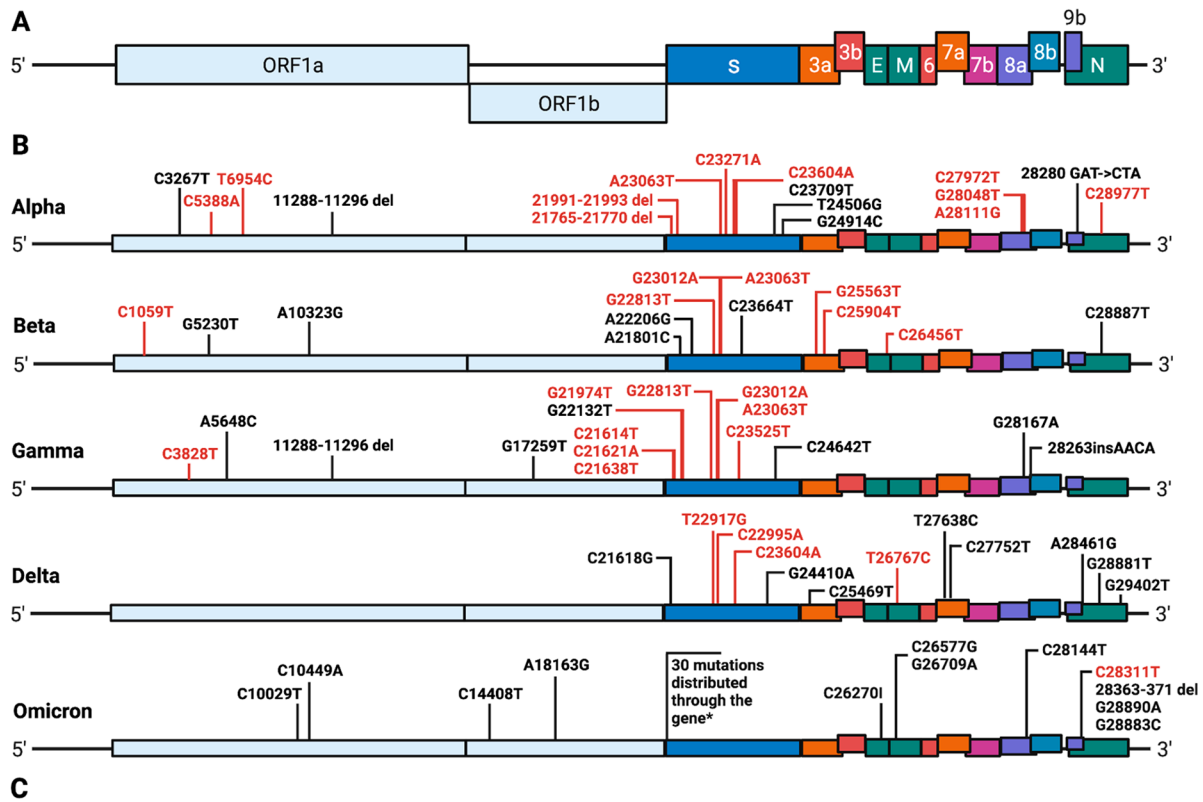 A
9b
5' ORF1a S 3a 3b E M 6 7a 7b 8a 8b N 3'
ORF1b
B
Alpha
C3267T T6954C
C5388A
11288-11296 del
C23271A
A23063T
21991-21993 del
21765-21770 del
C23604A
C23709T
T24506G
G24914C
C27972T
G28048T
A28111G
28280 GAT->CTA
C28977T
5' 3'
Beta
C1059T
G5230T
A10323G
G23012A A23063T
G22813T
A22206G
A21801C
C23664T
G25563T
C25904T
C26456T
C28887T
5' 3'
Gamma
C3828T
A5648C
11288-11296 del
G17259T
G21974T
G22132T
C21614T
C21621A
C21638T
G22813T
G23012A
A23063T
C23525T
C24642T
G28167A
28263insAACA
5' 3'
Delta
C21618G
T22917G
C22995A
C23604A
G24410A
C25469T
T26767C
T27638C
C27752T
A28461G
G28881T
G29402T
5' 3'
Omicron
C10029T
C10449A
C14408T
A18163G
30 mutations
distributed
through the
gene*
C26270I
C26577G
G26709A
C28144T
C28311T
28363-371 del
G28890A
G28883C
5' 3'
C